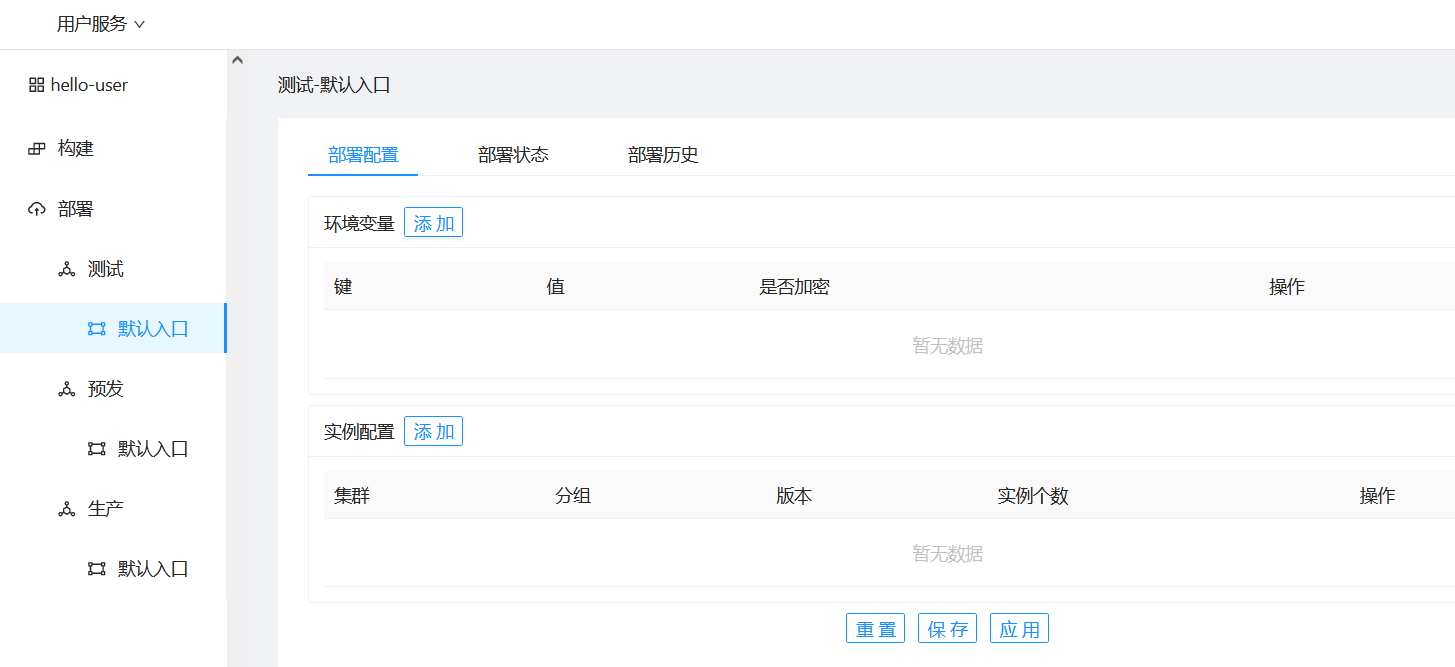 用户服务
hello-user
构建
部署
测试
默认入口
预发
默认入口
生产
默认入口
测试-默认入口
部署配置 部署状态 部署历史
环境变量 添 加
键 值 是否加密 操作
暂无数据
实例配置 添 加
集群 分组 版本 实例个数 操作
暂无数据
重 置 保 存 应 用